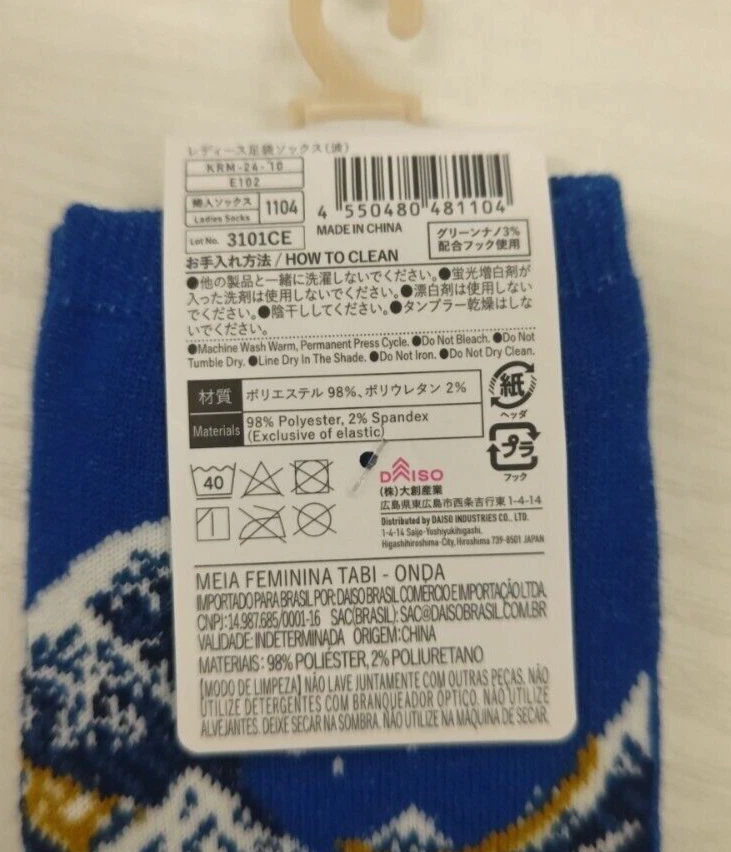 レディース足袋ソックス(波)
KRM-24-10
E102
婦人ソックス
Ladies Socks
1104
Lot No. 3101CE
4 550480 481104
MADE IN CHINA
グリーンナノ3%
配合フック使用
お手入れ方法 / HOW TO CLEAN
●他の製品と一緒に洗濯しないでください。●蛍光増白剤が
入った洗剤は使用しないでください。●漂白剤は使用しない
でください。●陰干ししてください。●タンブラー乾燥はしな
いでください。
●Machine Wash Warm, Permanent Press Cycle. ●Do Not Bleach. ●Do Not
Tumble Dry. ●Line Dry In The Shade. ●Do Not Iron. ●Do Not Dry Clean.
材質
ポリエステル 98%、ポリウレタン 2%
Materials
98% Polyester, 2% Spandex
(Exclusive of elastic)
紙
ヘッダ
プラ
フック
40
DAISO
(株)大創産業
広島県東広島市西条吉行東1-4-14
Distributed by DAISO INDUSTRIES CO., LTD.
1-4-14 Saijo-Yoshiyukihigashi,
Higashihiroshima-City, Hiroshima 739-8501 JAPAN
MEIA FEMININA TABI - ONDA
IMPORTADO PARA BRASIL POR: DAISO BRASIL COMERCIO E IMPORTAÇÃO LTDA.
CNPJ: 14.987.685/0001-16 SAC(BRASIL): SAC@DAISOBRASIL.COM.BR
VALIDADE: INDETERMINADA ORIGEM: CHINA
MATERIAIS: 98% POLIÉSTER, 2% POLIURETANO
[MODO DE LIMPEZA] NÃO LAVE JUNTAMENTE COM OUTRAS PEÇAS. NÃO
UTILIZE DETERGENTES COM BRANQUEADOR ÓPTICO. NÃO UTILIZE
ALVEJANTES. DEIXE SECAR NA SOMBRA. NÃO UTILIZE NA MÁQUINA DE SECAR.